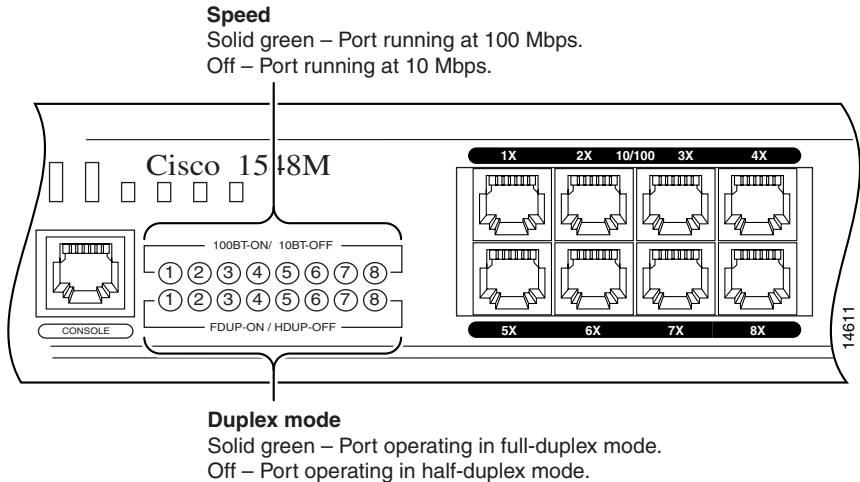 Speed
Solid green – Port running at 100 Mbps.
Off – Port running at 10 Mbps.
1X 2X 10/100 3X 4X
Cisco 1548M
100BT-ON/ 10BT-OFF
1 2 3 4 5 6 7 8
1 2 3 4 5 6 7 8
FDUP-ON / HDUP-OFF
CONSOLE
5X 6X 7X 8X
14611
Duplex mode
Solid green – Port operating in full-duplex mode.
Off – Port operating in half-duplex mode.